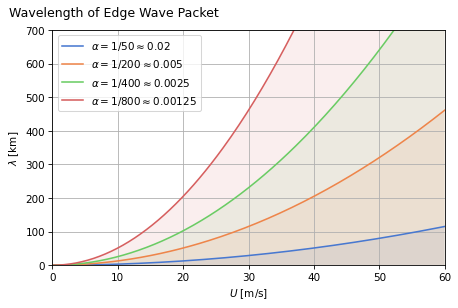 Wavelength of Edge Wave Packet
700
600
500
400
300
200
100
0
λ [km]
α = 1/50 ≈ 0.02
α = 1/200 ≈ 0.005
α = 1/400 ≈ 0.0025
α = 1/800 ≈ 0.00125
0 10 20 30 40 50 60
U [m/s]